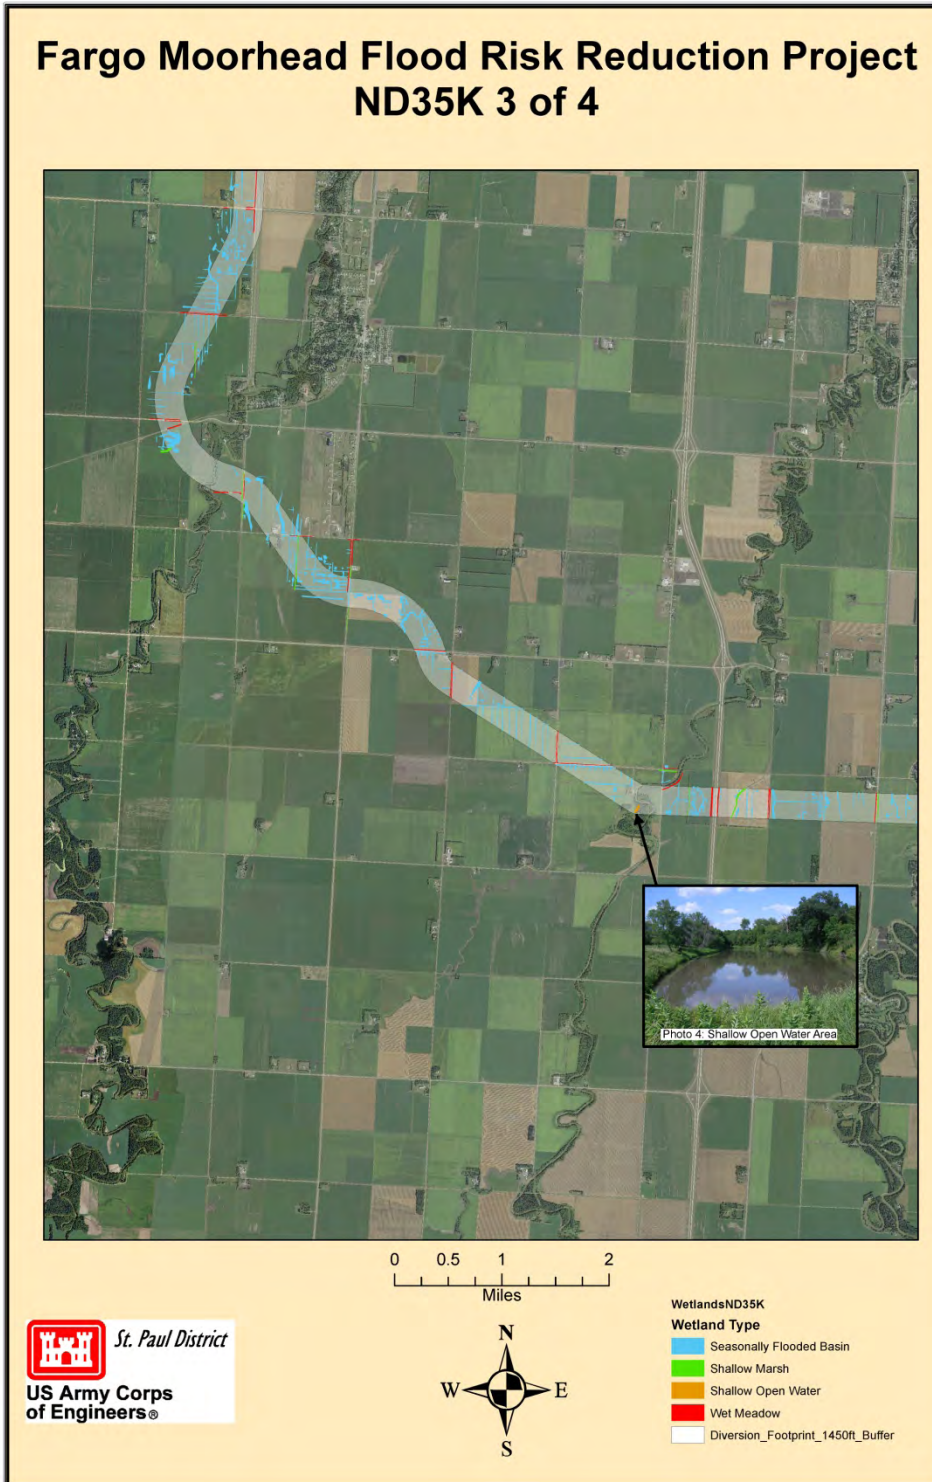 Fargo Moorhead Flood Risk Reduction Project
ND35K 3 of 4
Photo 4: Shallow Open Water Area
0 0.5 1 2
Miles
St. Paul District
US Army Corps
of Engineers®
N
W E
S
WetlandsND35K
Wetland Type
Seasonally Flooded Basin
Shallow Marsh
Shallow Open Water
Wet Meadow
Diversion_Footprint_1450ft_Buffer